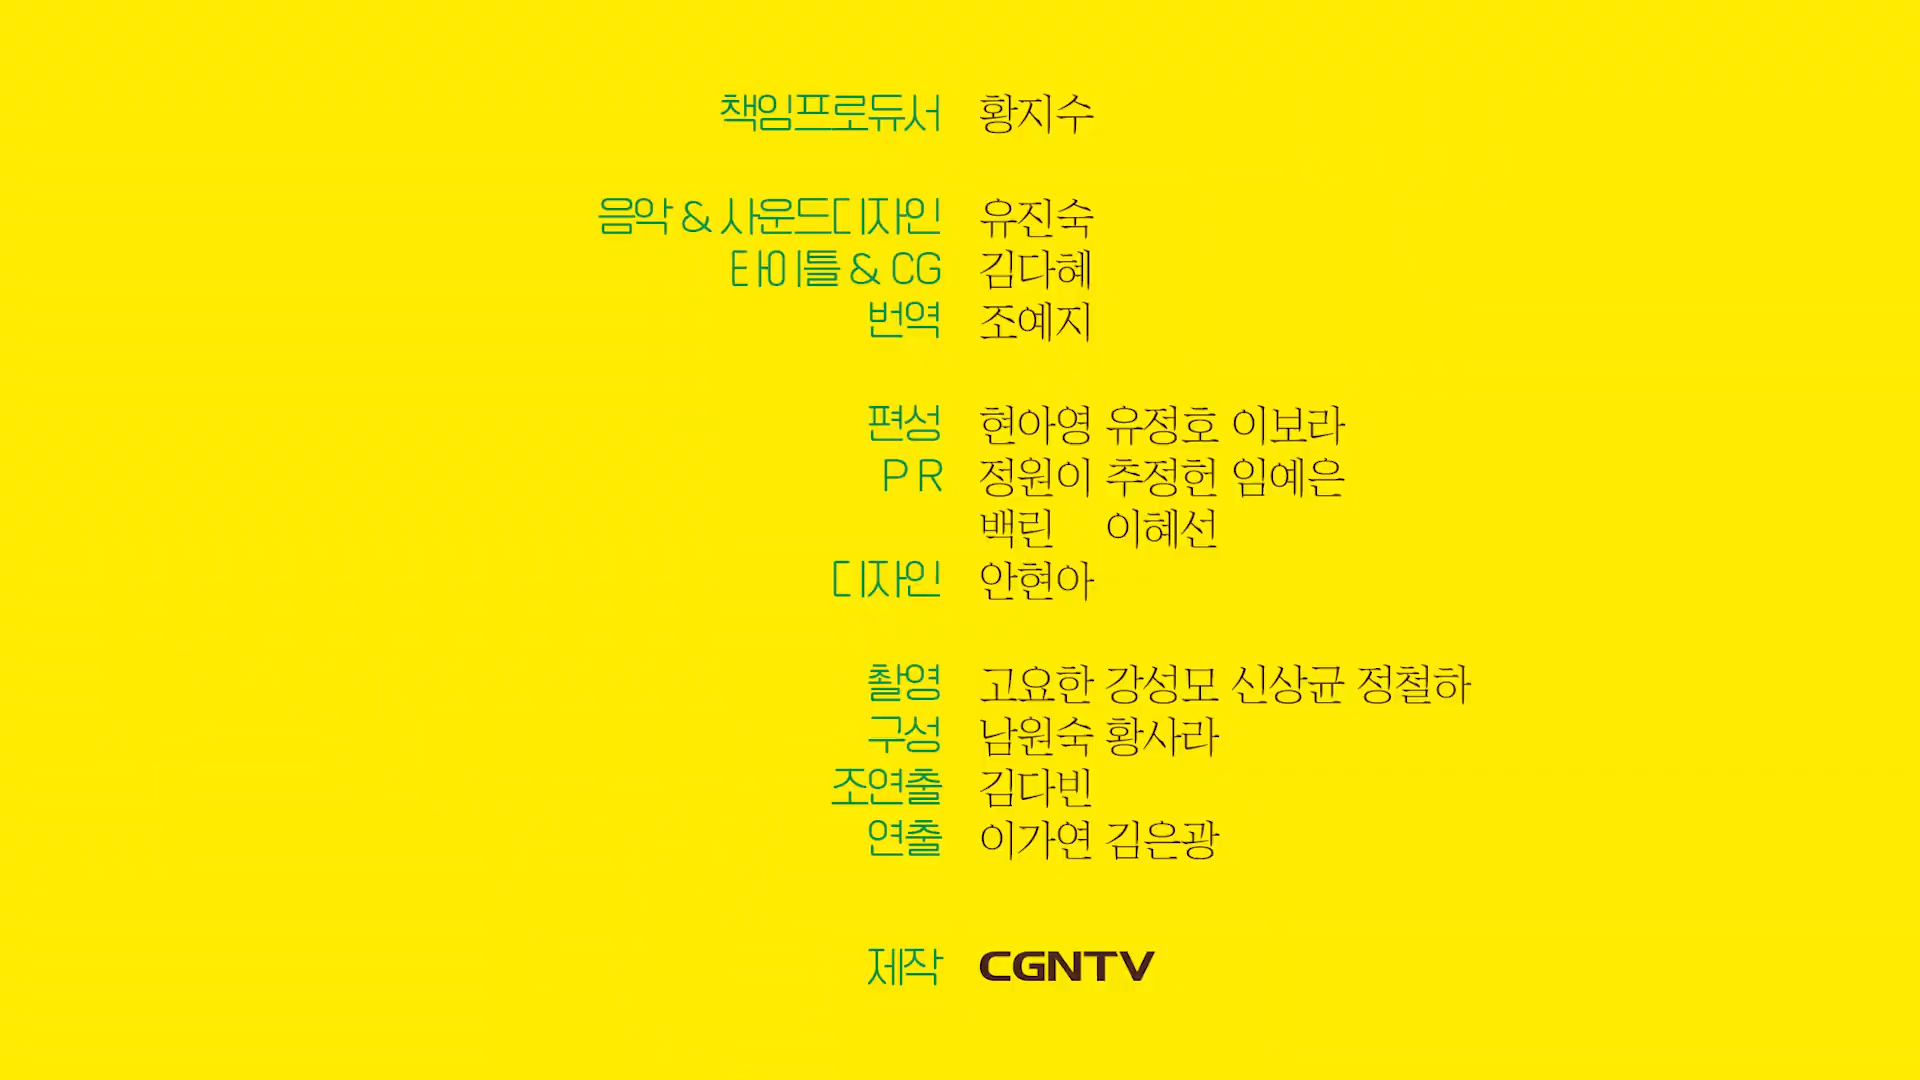 책임프로듀서 황지수
음악 & 사운드디자인 유진숙
타이틀 & CG 김다혜
번역 조예지
편성 현아영 유정호 이보라
PR 정원이 추정헌 임예은
백린 이혜선
디자인 안현아
촬영 고요한 강성모 신상균 정철하
구성 남원숙 황사라
조연출 김다빈
연출 이가연 김은광
제작 CGNTV